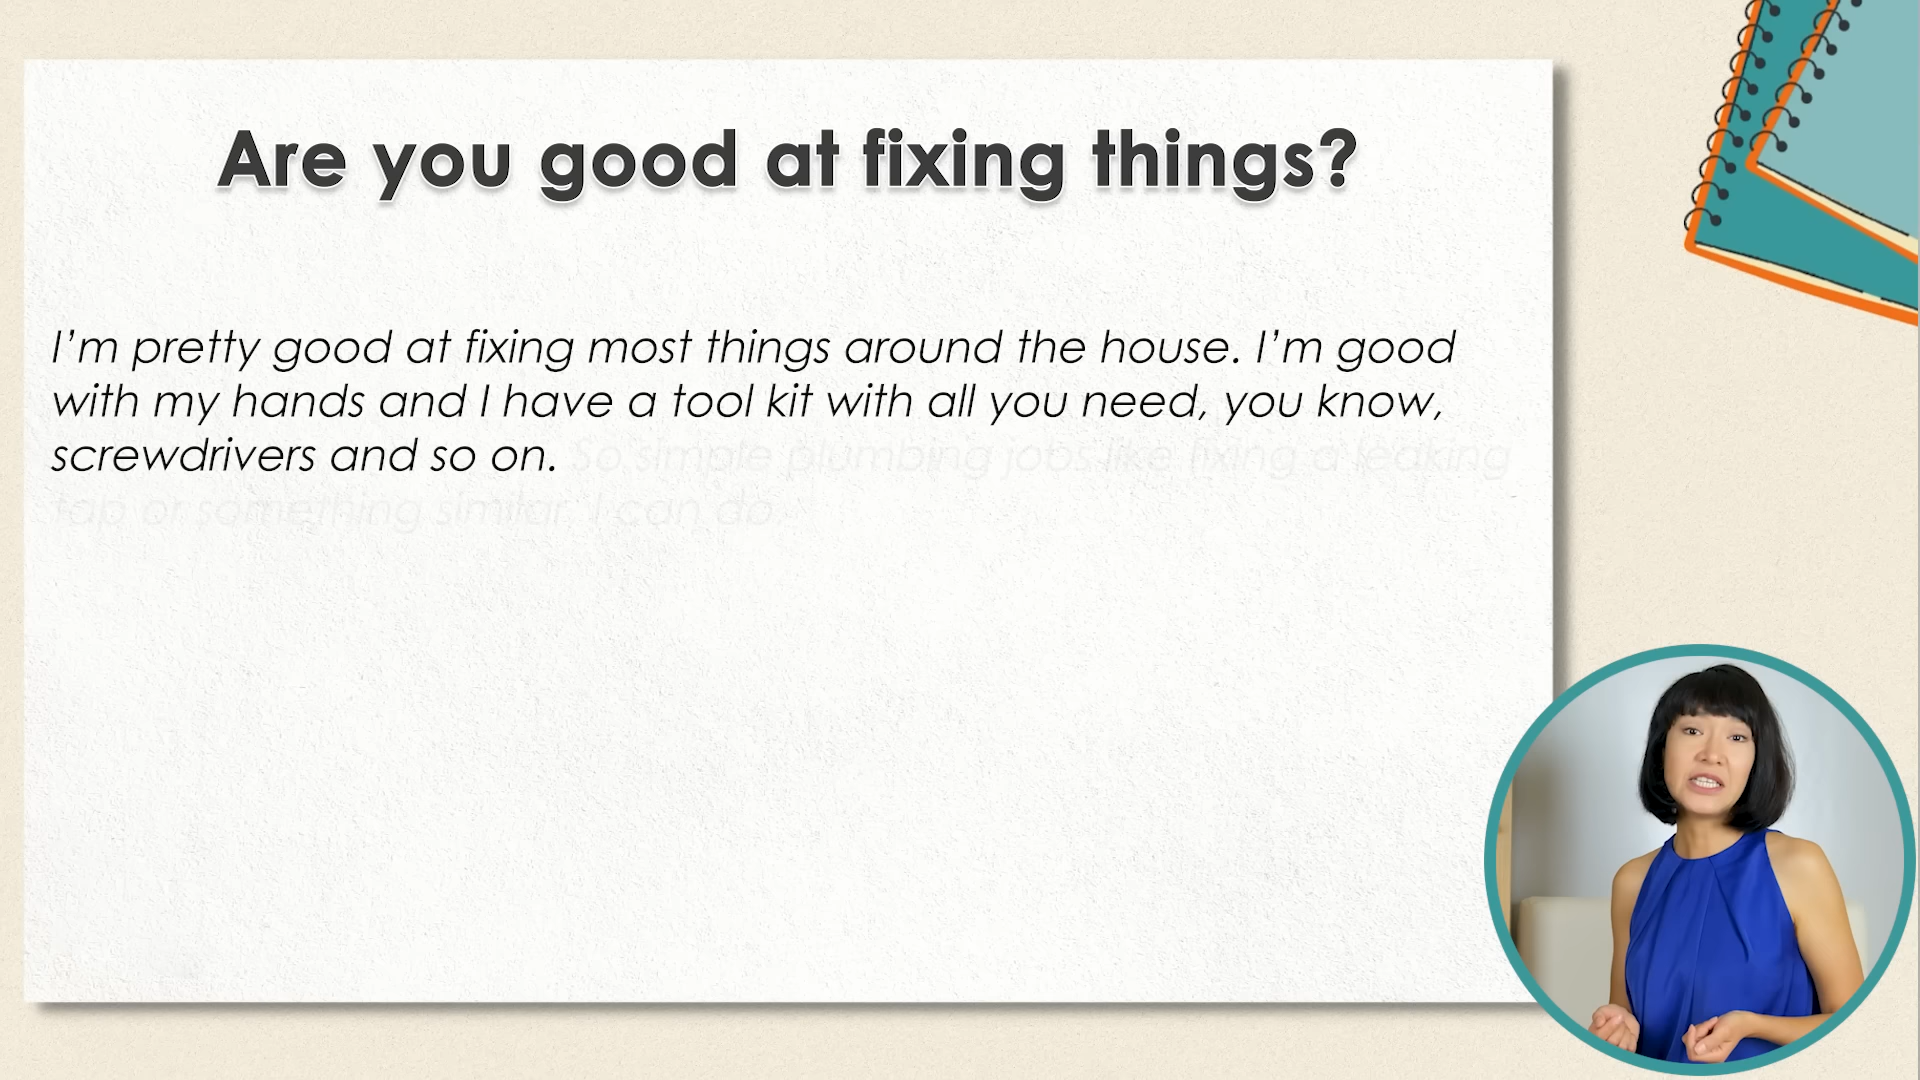 Are you good at fixing things?
I’m pretty good at fixing most things around the house. I’m good
with my hands and I have a tool kit with all you need, you know,
screwdrivers and so on. So simple plumbing jobs like fixing a leaking
tap or something similar, I can do.